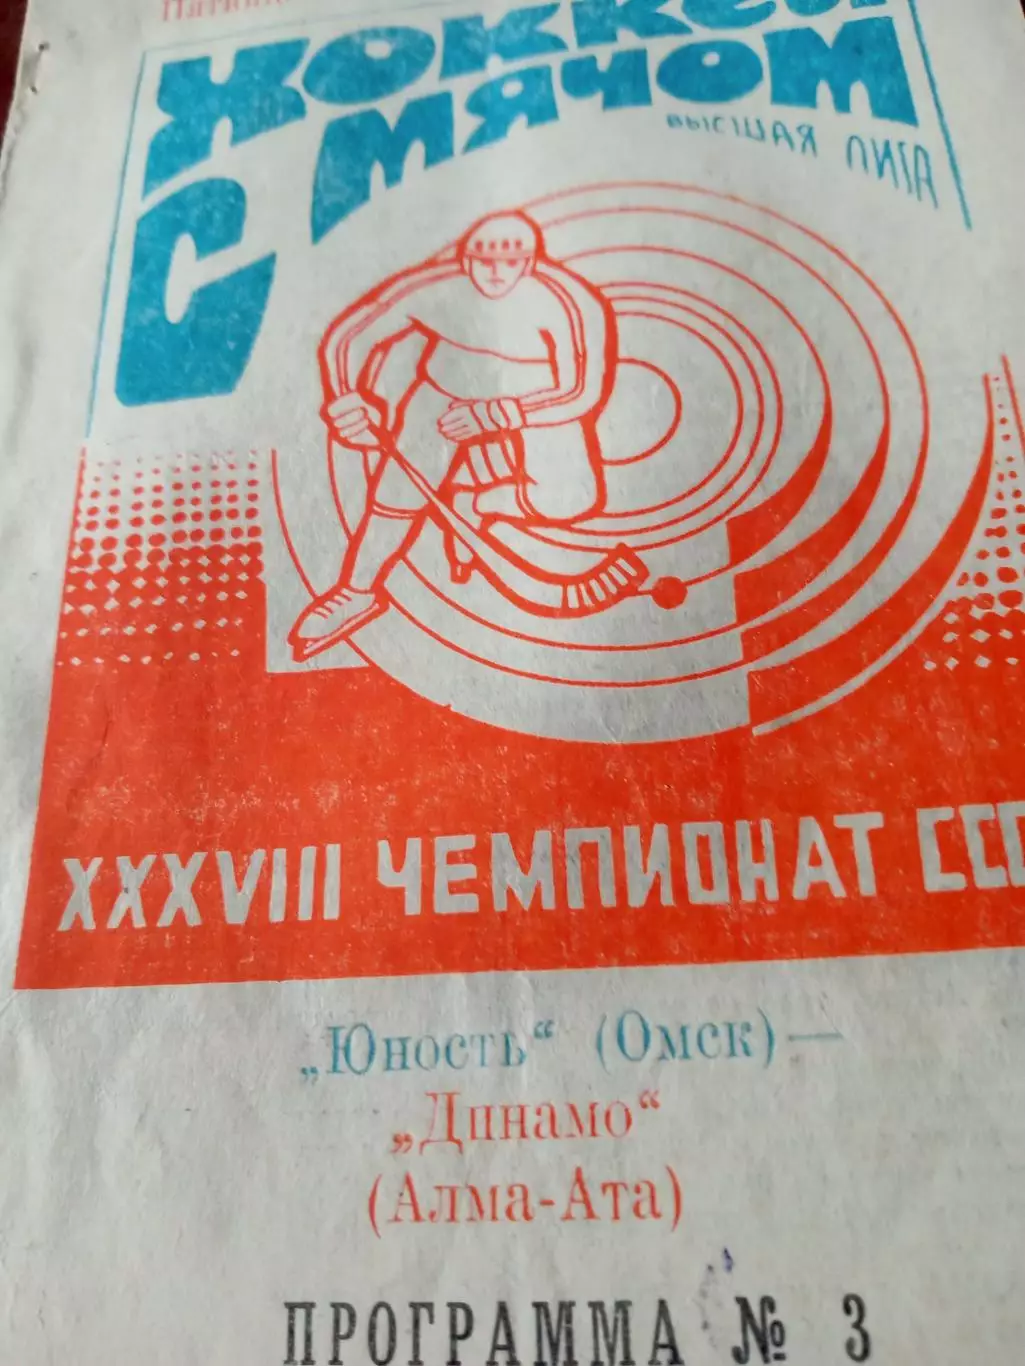 ХОККЕЙ
С МЯЧОМ
ВЫСШАЯ ЛИГА
XXXVIII ЧЕМПИОНАТ ССС
„Юность“ (Омск) —
„Динамо“
(Алма-Ата)
ПРОГРАММА № 3